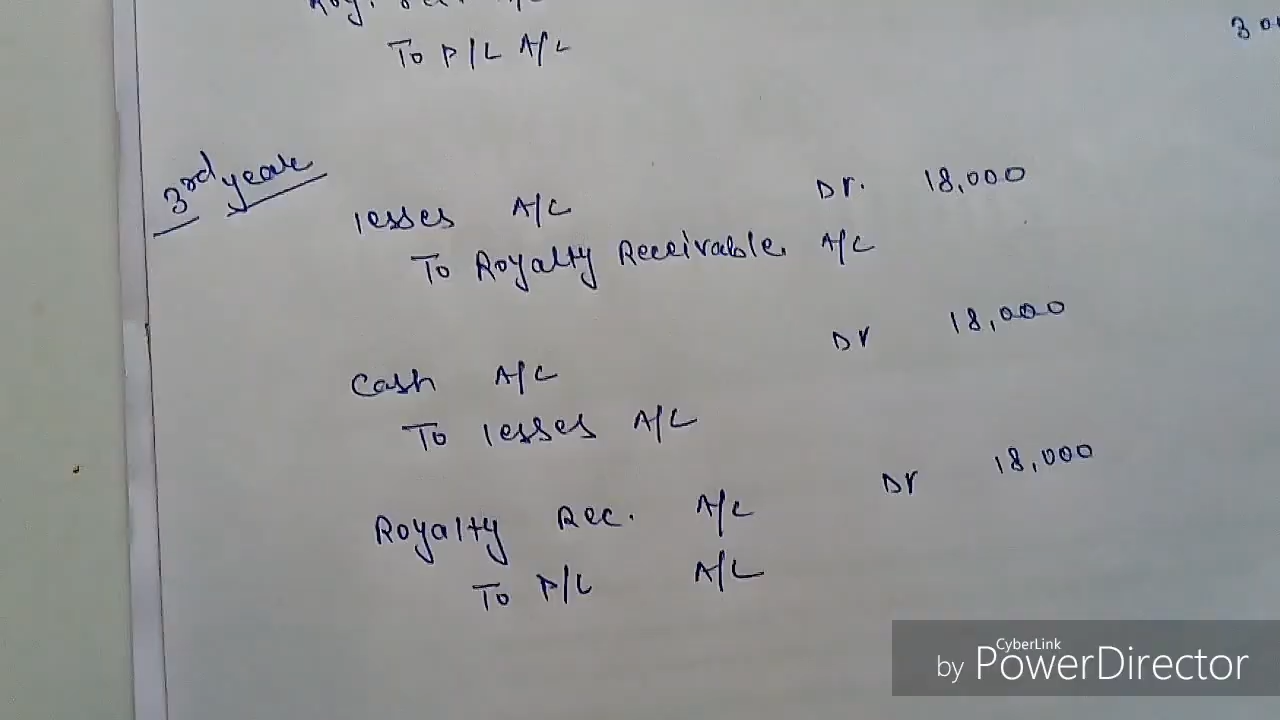 To P/L A/C
3rd year
lesses A/C Dr. 18,000
To Royalty Receivable A/C
Cash A/C Dr 18,000
To lesses A/C
Royalty Rec. A/C Dr 18,000
To P/L A/C
CyberLink
by PowerDirector